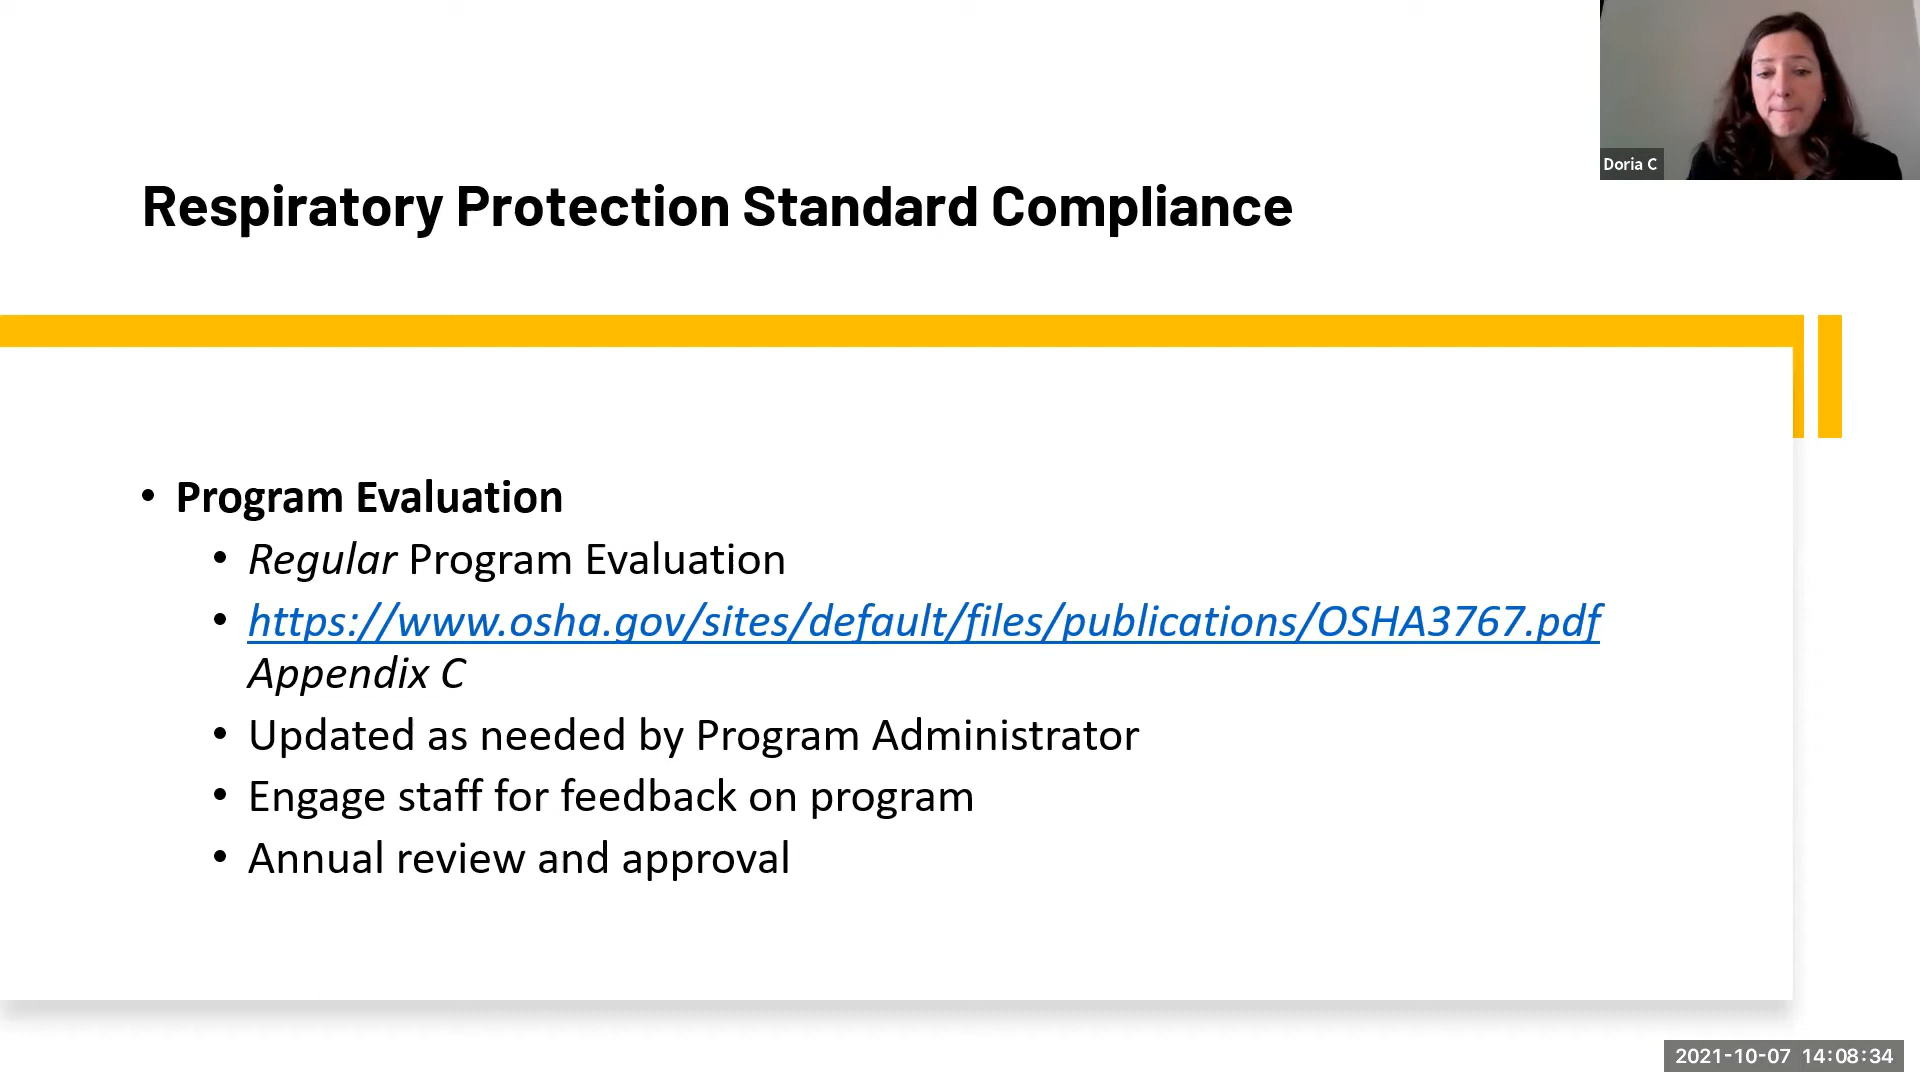 Doria C
Respiratory Protection Standard Compliance
• Program Evaluation
• Regular Program Evaluation
• https://www.osha.gov/sites/default/files/publications/OSHA3767.pdf
Appendix C
• Updated as needed by Program Administrator
• Engage staff for feedback on program
• Annual review and approval
2021-10-07 14:08:34